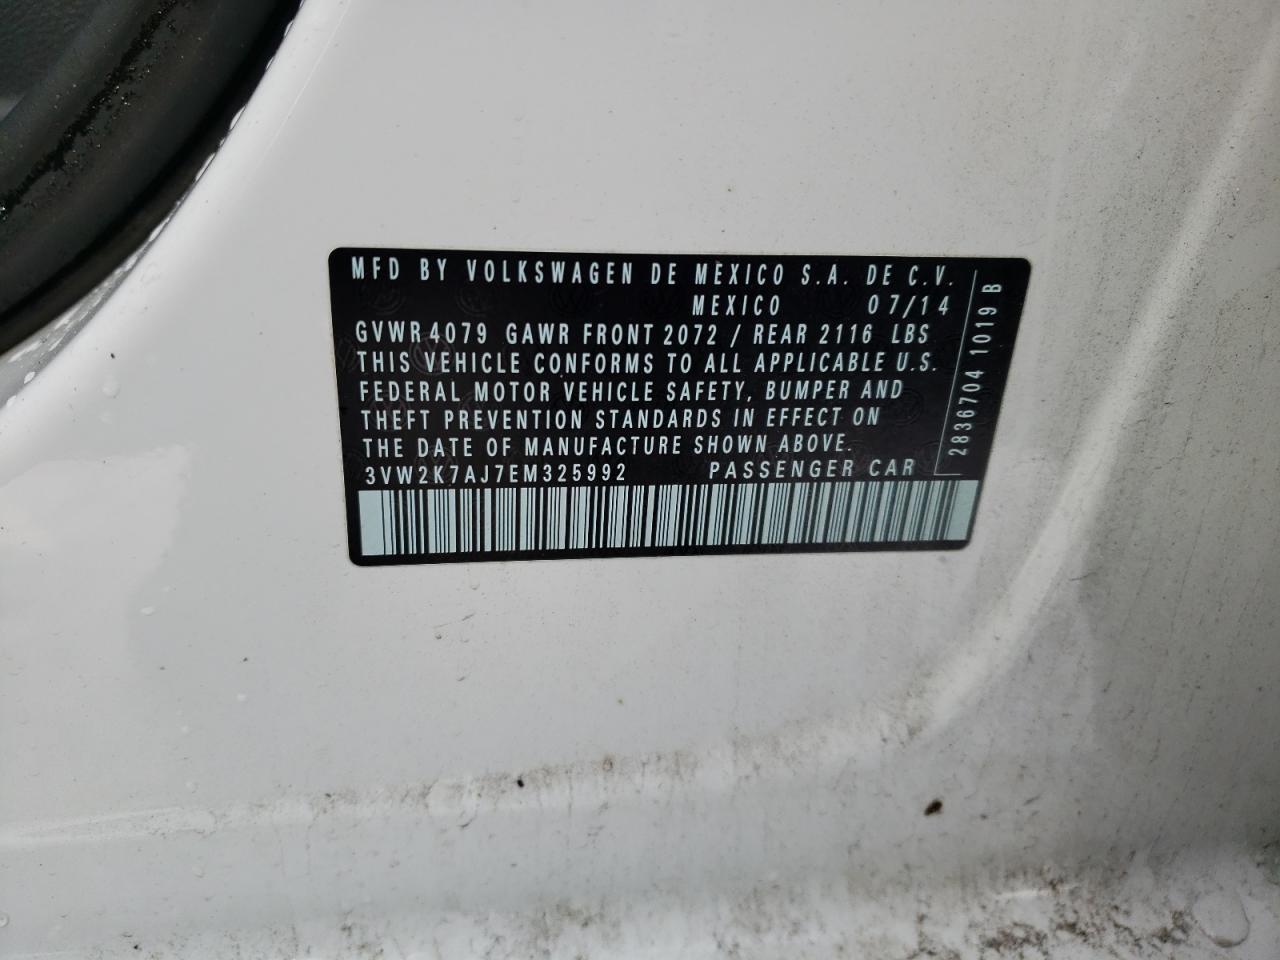 MFD BY VOLKSWAGEN DE MEXICO S.A. DE C.V.
MEXICO 07/14
GVWR 4079 GAWR FRONT 2072 / REAR 2116 LBS
THIS VEHICLE CONFORMS TO ALL APPLICABLE U.S.
FEDERAL MOTOR VEHICLE SAFETY, BUMPER AND
THEFT PREVENTION STANDARDS IN EFFECT ON
THE DATE OF MANUFACTURE SHOWN ABOVE.
3VW2K7AJ7EM325992 PASSENGER CAR
2836704 1019 B